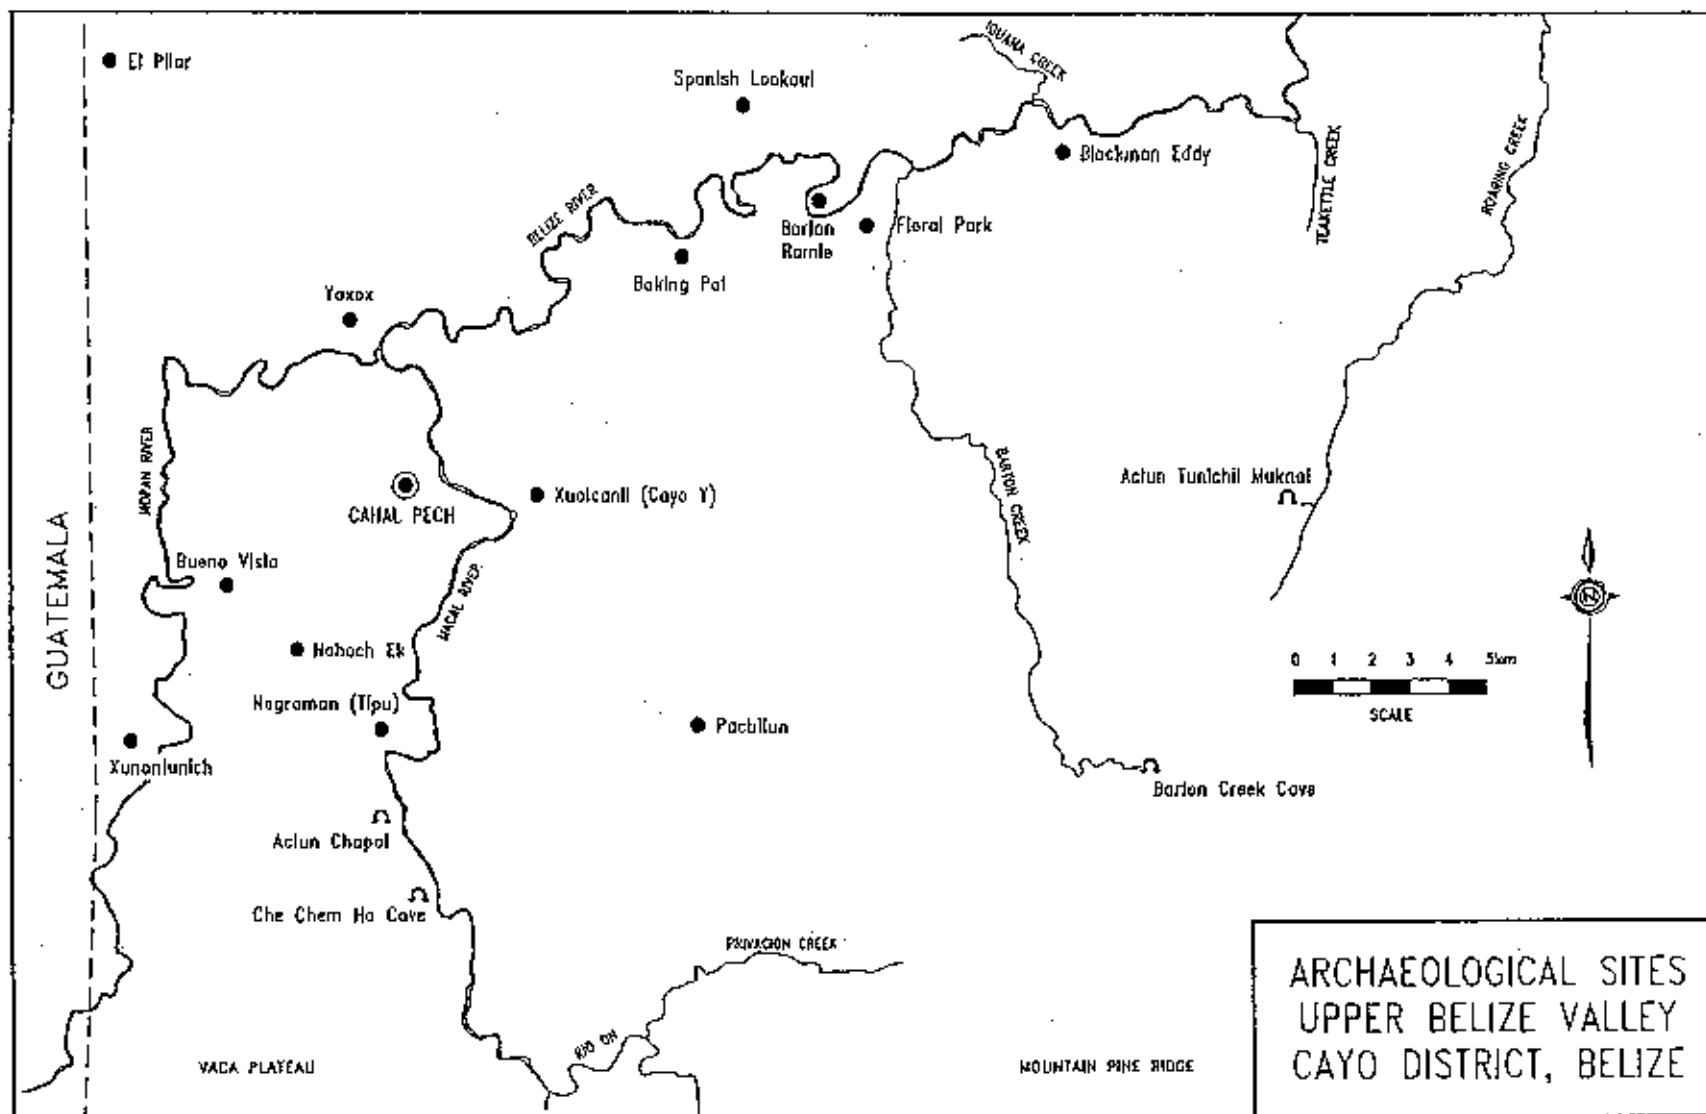 El Pilar
Spanish Lookout
IGUANA CREEK
BELIZE RIVER
Blackman Eddy
TEAKETTLE CREEK
ROARING CREEK
Barton
Ramie
Floral Park
Baking Pot
Yaxox
MOPAN RIVER
CAHAL PECH
Xualcanil (Cayo Y)
BARTON CREEK
Actun Tunichil Muknal
GUATEMALA
Buena Vista
MACAL RIVER
Nohoch Ek
Negroman (Tipu)
Pacbitun
Xunantunich
0 1 2 3 4 5km
SCALE
N
Barton Creek Cave
Actun Chapat
Che Chem Ha Cave
PRIVACION CREEK
RIO ON
VACA PLATEAU
MOUNTAIN PINE RIDGE
ARCHAEOLOGICAL SITES
UPPER BELIZE VALLEY
CAYO DISTRICT, BELIZE